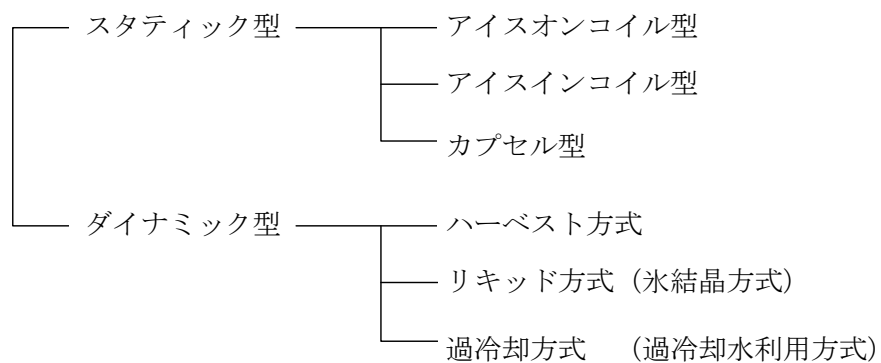 スタティック型 アイスオンコイル型
アイスインコイル型
カプセル型
ダイナミック型 ハーベスト方式
リキッド方式（氷結晶方式）
過冷却方式 （過冷却水利用方式）